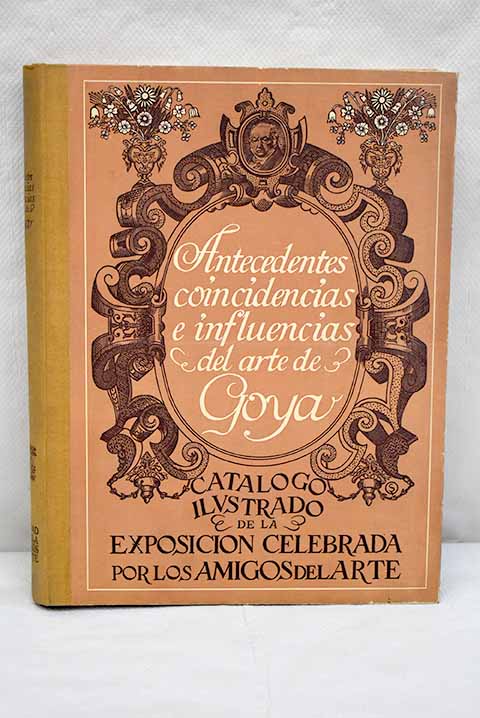 Antecedentes
coincidencias
e influencias
del arte de
Goya
CATALOGO
ILVSTRADO
DE LA
EXPOSICION CELEBRADA
POR LOS AMIGOS DEL ARTE